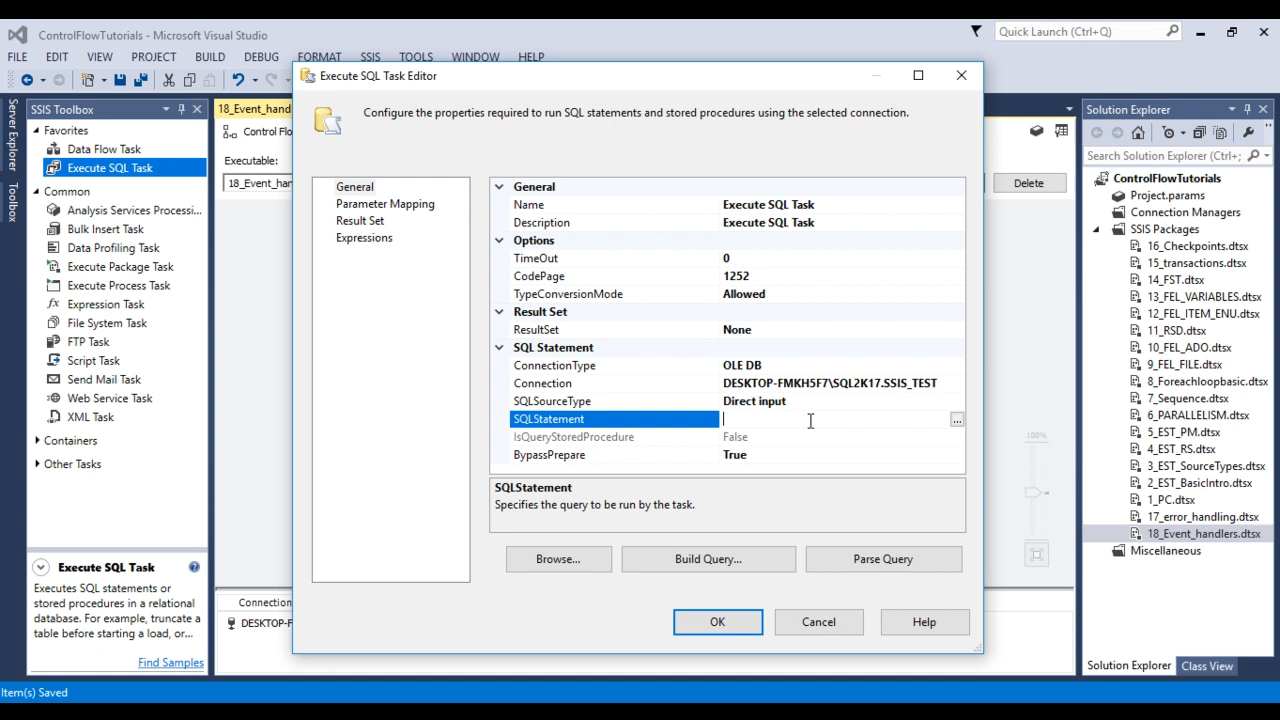 ControlFlowTutorials - Microsoft Visual Studio
Quick Launch (Ctrl+Q)
FILE EDIT VIEW PROJECT BUILD DEBUG FORMAT SSIS TOOLS WINDOW HELP
Server Explorer
Toolbox
SSIS Toolbox
Favorites
Data Flow Task
Execute SQL Task
Common
Analysis Services Processi...
Bulk Insert Task
Data Profiling Task
Execute Package Task
Execute Process Task
Expression Task
File System Task
FTP Task
Script Task
Send Mail Task
Web Service Task
XML Task
Containers
Other Tasks
Execute SQL Task
Executes SQL statements or
stored procedures in a relational
database. For example, truncate a
table before starting a load, or...
Find Samples
18_Event_hand
Control Flow
Executable:
18_Event_han
Delete
100%
Connection
DESKTOP-F
Execute SQL Task Editor
Configure the properties required to run SQL statements and stored procedures using the selected connection.
General
Parameter Mapping
Result Set
Expressions
General
Name Execute SQL Task
Description Execute SQL Task
Options
TimeOut 0
CodePage 1252
TypeConversionMode Allowed
Result Set
ResultSet None
SQL Statement
ConnectionType OLE DB
Connection DESKTOP-FMKH5F7\SQL2K17.SSIS_TEST
SQLSourceType Direct input
SQLStatement ...
IsQueryStoredProcedure False
BypassPrepare True
SQLStatement
Specifies the query to be run by the task.
Browse... Build Query... Parse Query
OK Cancel Help
Solution Explorer
Search Solution Explorer (Ctrl+;
ControlFlowTutorials
Project.params
Connection Managers
SSIS Packages
16_Checkpoints.dtsx
15_transactions.dtsx
14_FST.dtsx
13_FEL_VARIABLES.dtsx
12_FEL_ITEM_ENU.dtsx
11_RSD.dtsx
10_FEL_ADO.dtsx
9_FEL_FILE.dtsx
8_Foreachloopbasic.dtsx
7_Sequence.dtsx
6_PARALLELISM.dtsx
5_EST_PM.dtsx
4_EST_RS.dtsx
3_EST_SourceTypes.dtsx
2_EST_BasicIntro.dtsx
1_PC.dtsx
17_error_handling.dtsx
18_Event_handlers.dtsx
Miscellaneous
Solution Explorer Class View
Item(s) Saved